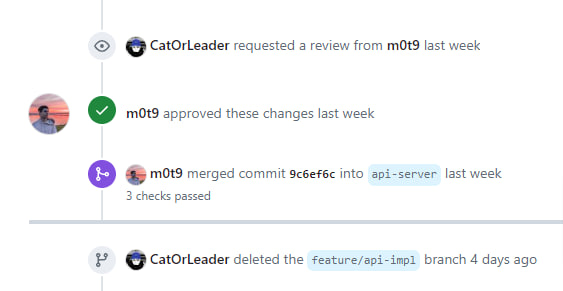 CatOrLeader requested a review from m0t9 last week
m0t9 approved these changes last week
m0t9 merged commit 9c6ef6c into api-server last week
3 checks passed
CatOrLeader deleted the feature/api-impl branch 4 days ago